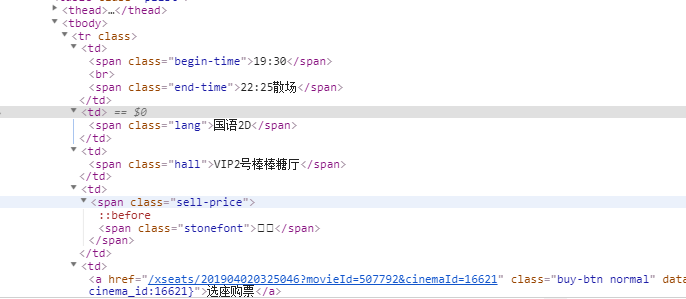 <thead>…</thead>
<tbody>
<tr class>
<td>
<span class="begin-time">19:30</span>
<br>
<span class="end-time">22:25散场</span>
</td>
<td> == $0
<span class="lang">国语2D</span>
</td>
<td>
<span class="hall">VIP2号棒棒糖厅</span>
</td>
<td>
<span class="sell-price">
::before
<span class="stonefont">□□</span>
</span>
</td>
<td>
<a href="/xseats/201904020325046?movieId=507792&cinemaId=16621" class="buy-btn normal" data
cinema_id:16621}">选座购票</a>